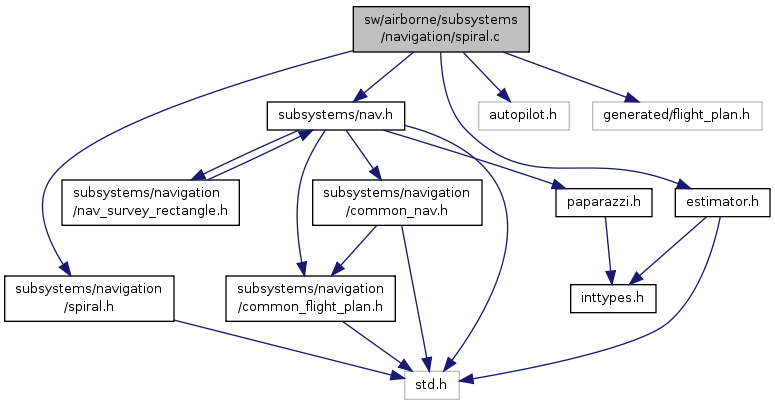 sw/airborne/subsystems
/navigation/spiral.c
subsystems/nav.h
autopilot.h
generated/flight_plan.h
subsystems/navigation
/nav_survey_rectangle.h
subsystems/navigation
/common_nav.h
paparazzi.h
estimator.h
subsystems/navigation
/spiral.h
subsystems/navigation
/common_flight_plan.h
inttypes.h
std.h